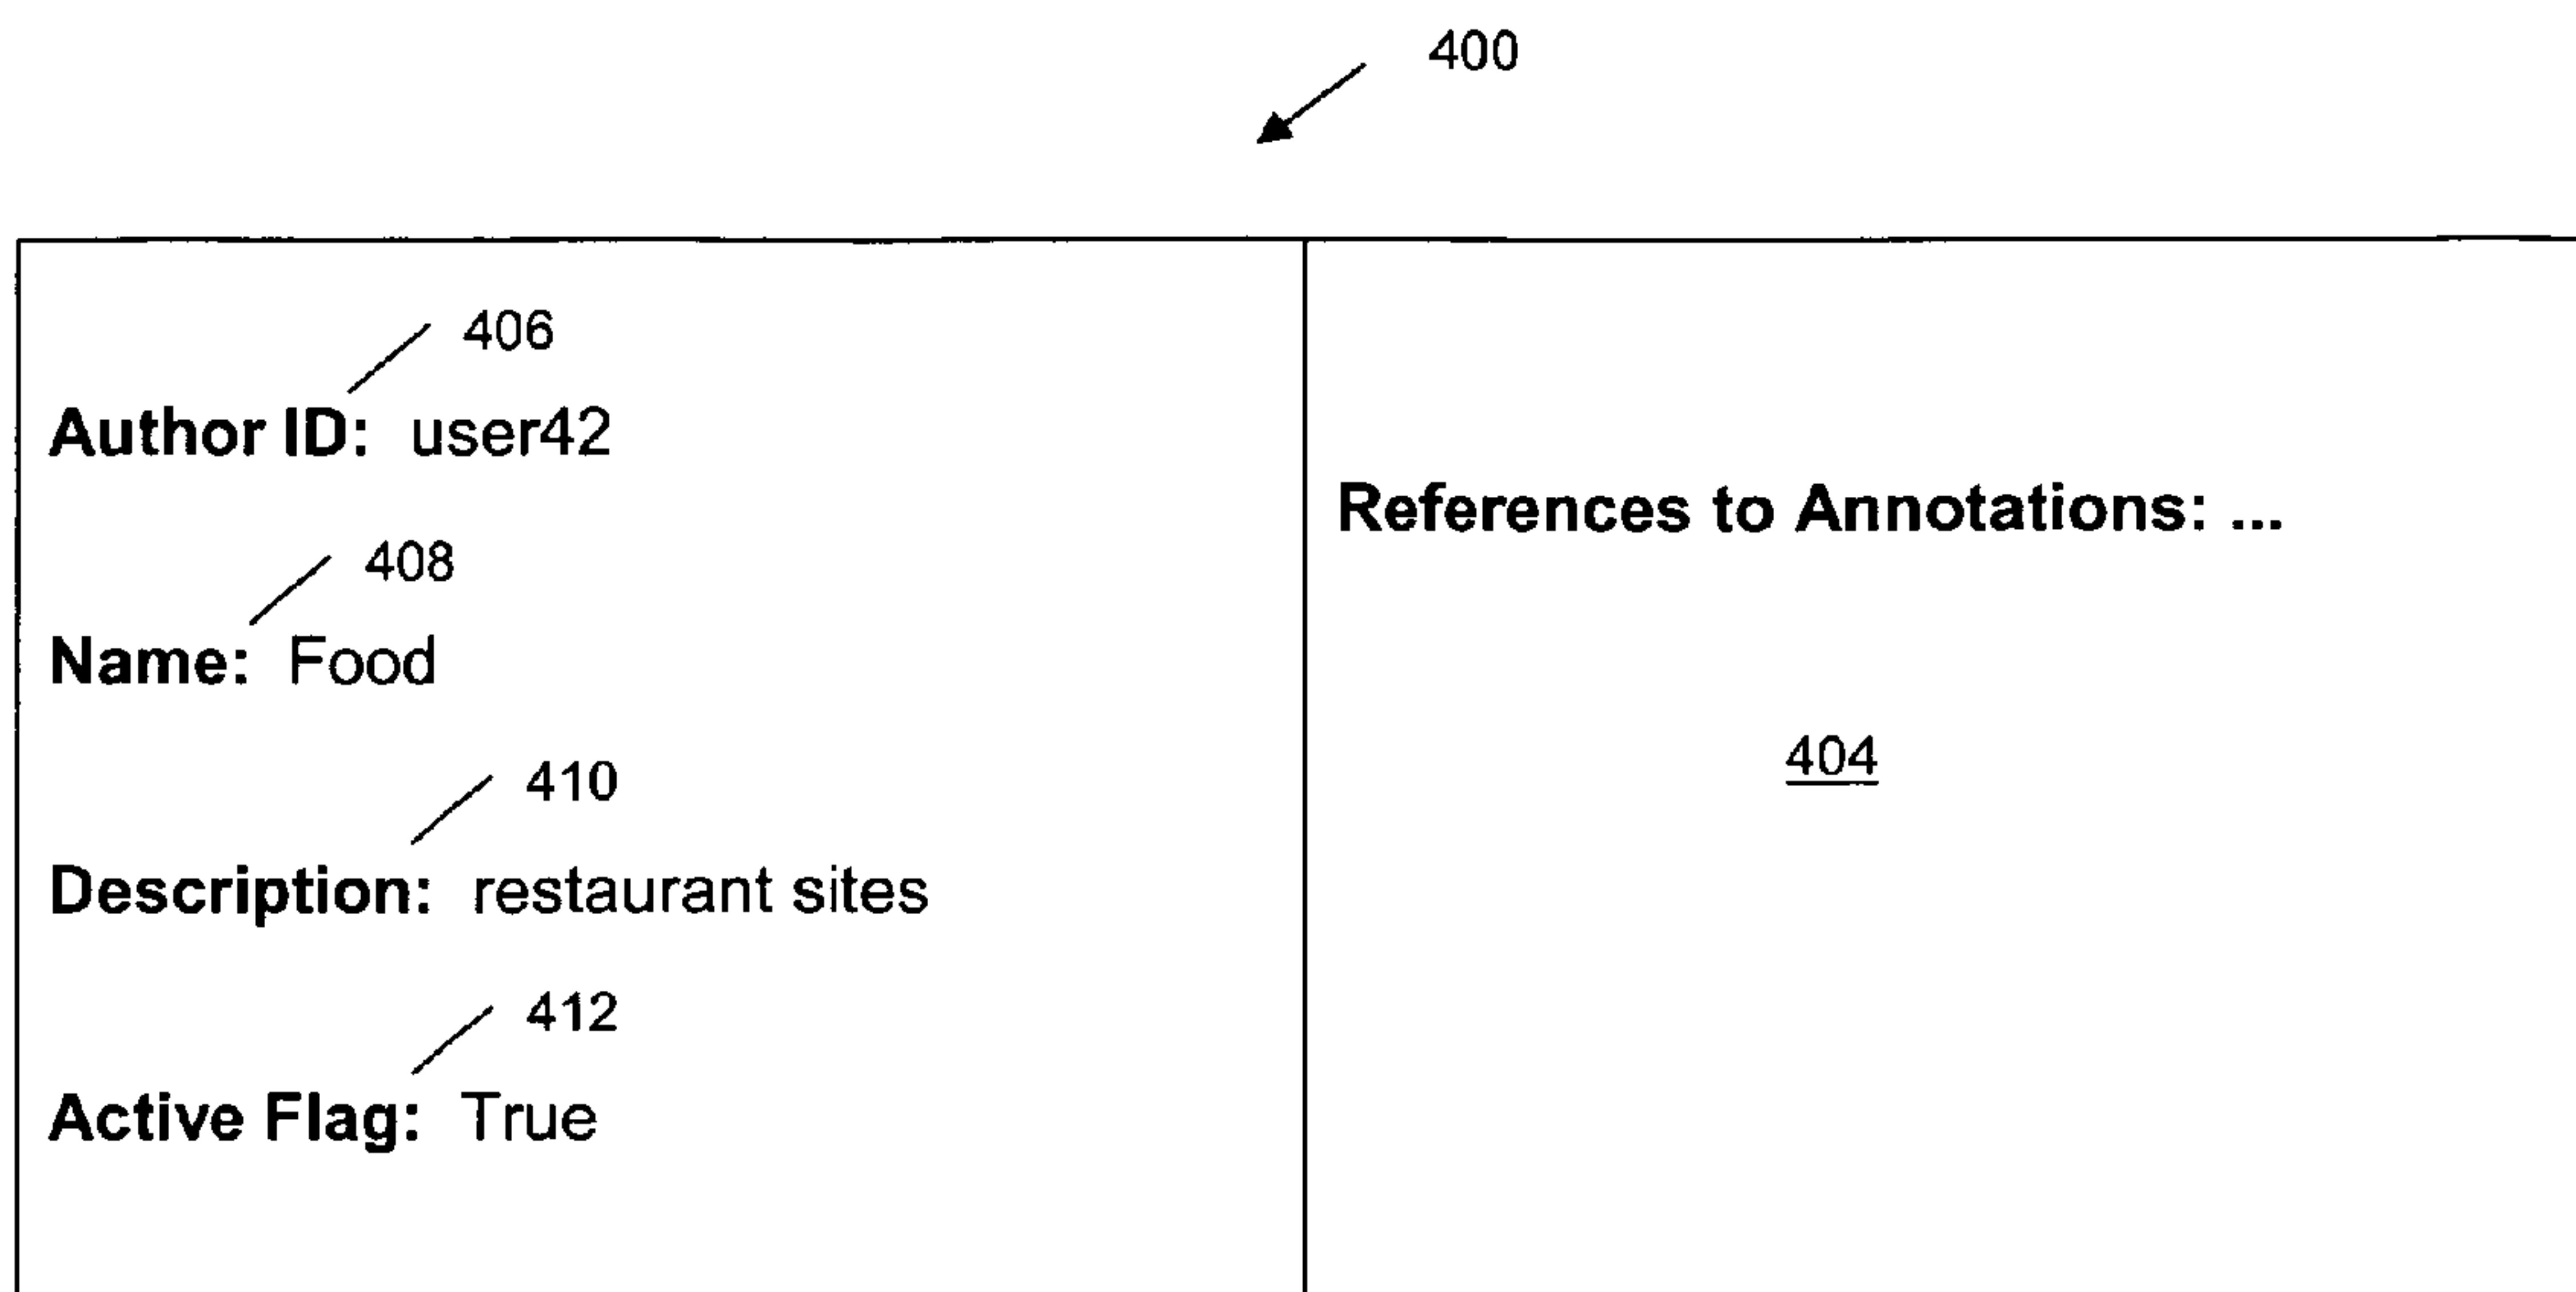 400
406
Author ID: user42
408
Name: Food
410
Description: restaurant sites
412
Active Flag: True
References to Annotations: ...
404